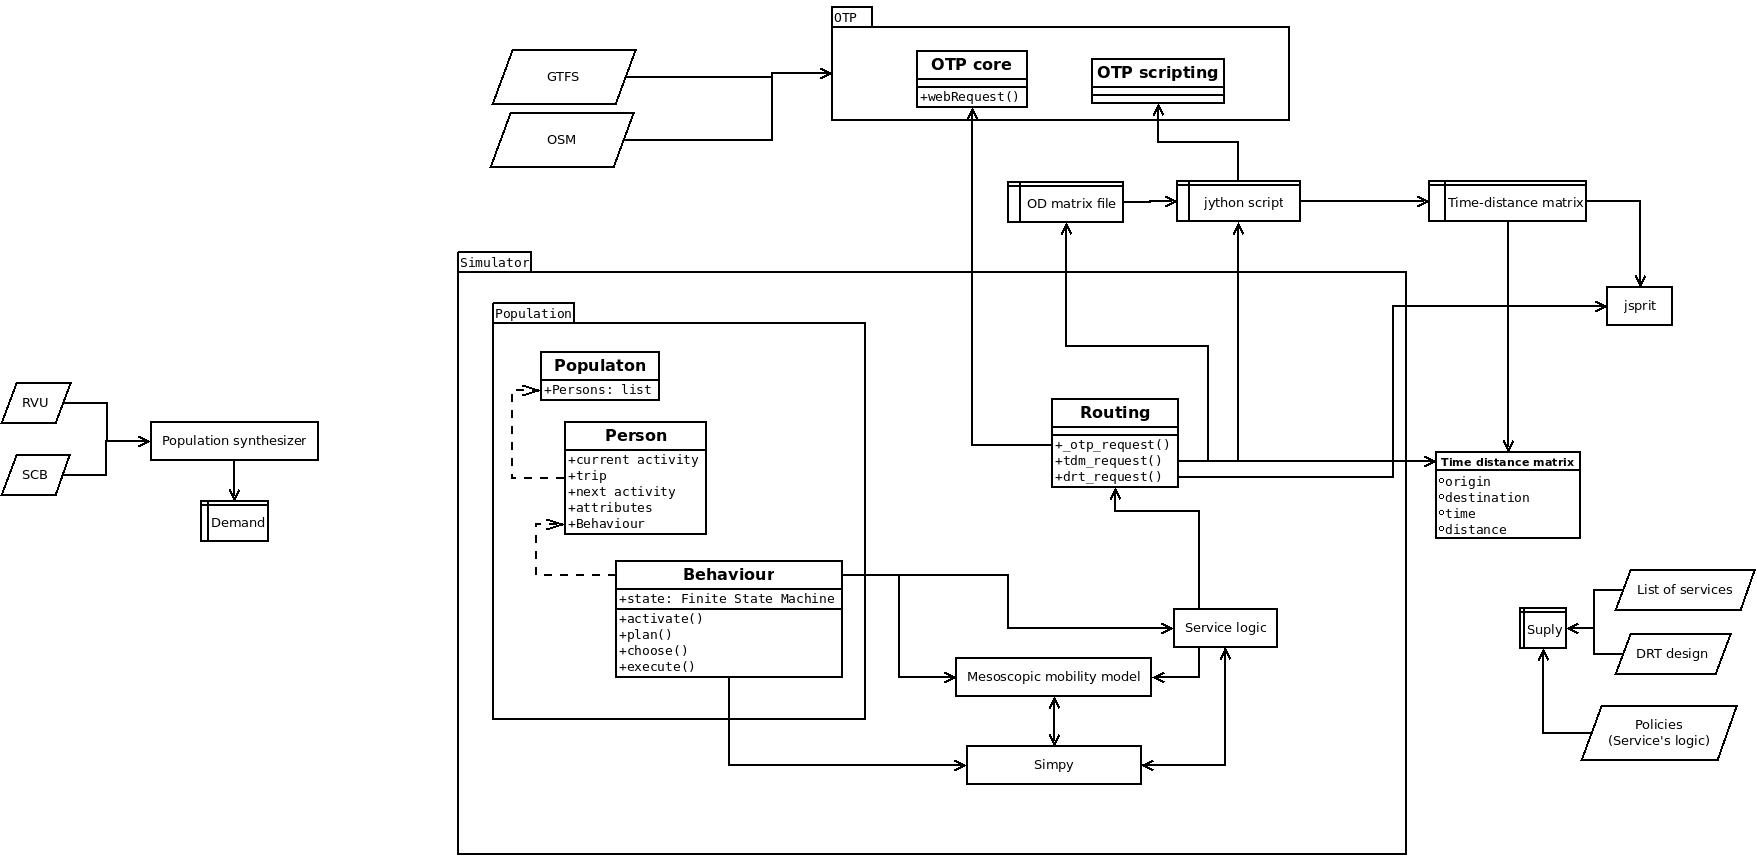 OTP
GTFS
OSM
OTP core
+webRequest()
OTP scripting
OD matrix file
jython script
Time-distance matrix
jsprit
Simulator
Population
Populaton
+Persons: list
Person
+current activity
+trip
+next activity
+attributes
+Behaviour
Behaviour
+state: Finite State Machine
+activate()
+plan()
+choose()
+execute()
Routing
+_otp_request()
+tdm_request()
+drt_request()
Service logic
Mesoscopic mobility model
Simpy
RVU
SCB
Population synthesizer
Demand
Time distance matrix
origin
destination
time
distance
List of services
Suply
DRT design
Policies
(Service's logic)